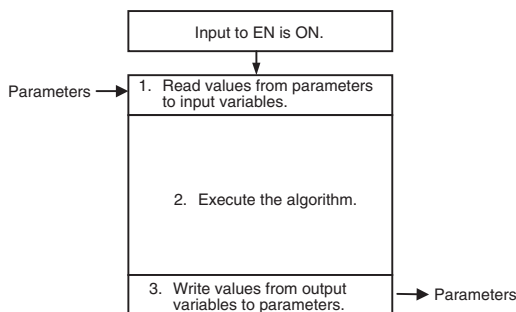 Input to EN is ON.
Parameters
1. Read values from parameters
to input variables.
2. Execute the algorithm.
3. Write values from output
variables to parameters.
Parameters